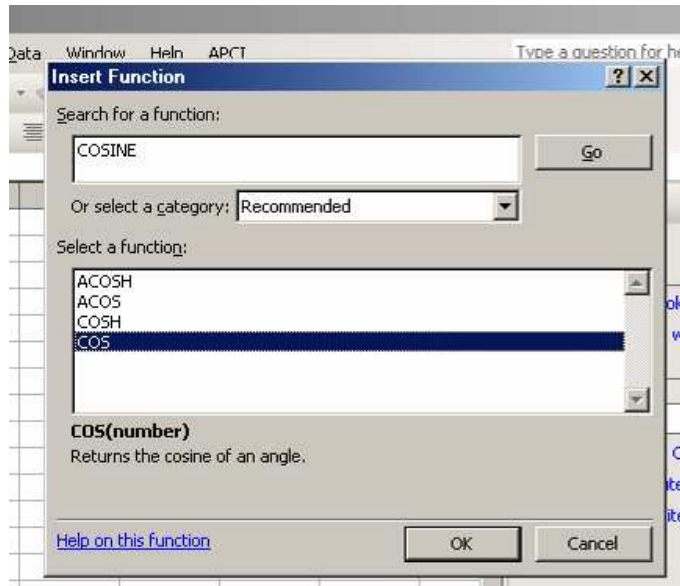 Data Window Help APCI Type a question for he
Insert Function
Search for a function:
COSINE
Go
Or select a category: Recommended
Select a function:
ACOSH
ACOS
COSH
COS
COS(number)
Returns the cosine of an angle.
Help on this function OK Cancel